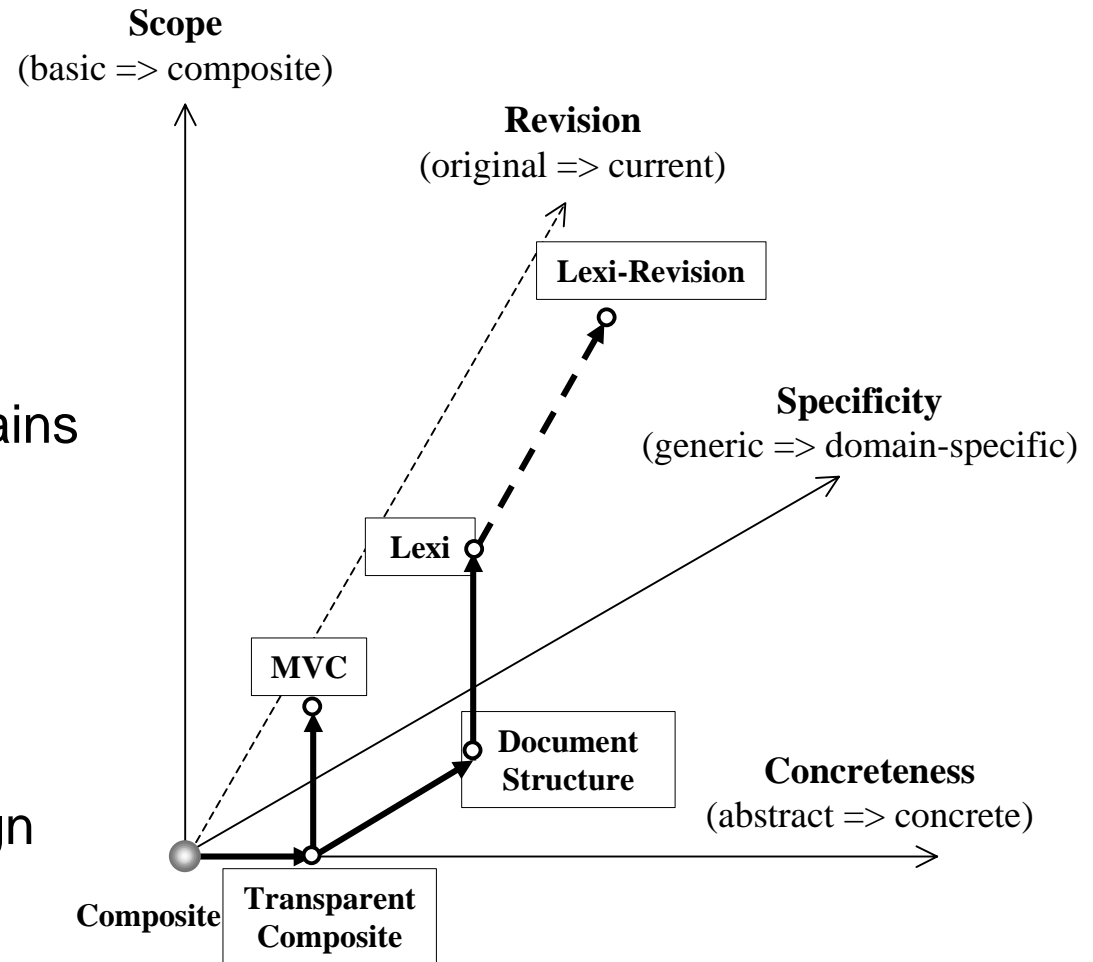 Scope
(basic => composite)
Revision
(original => current)
Lexi-Revision
Specificity
(generic => domain-specific)
ains
Lexi
MVC
Document
Structure
Concreteness
(abstract => concrete)
gn
Composite
Transparent
Composite